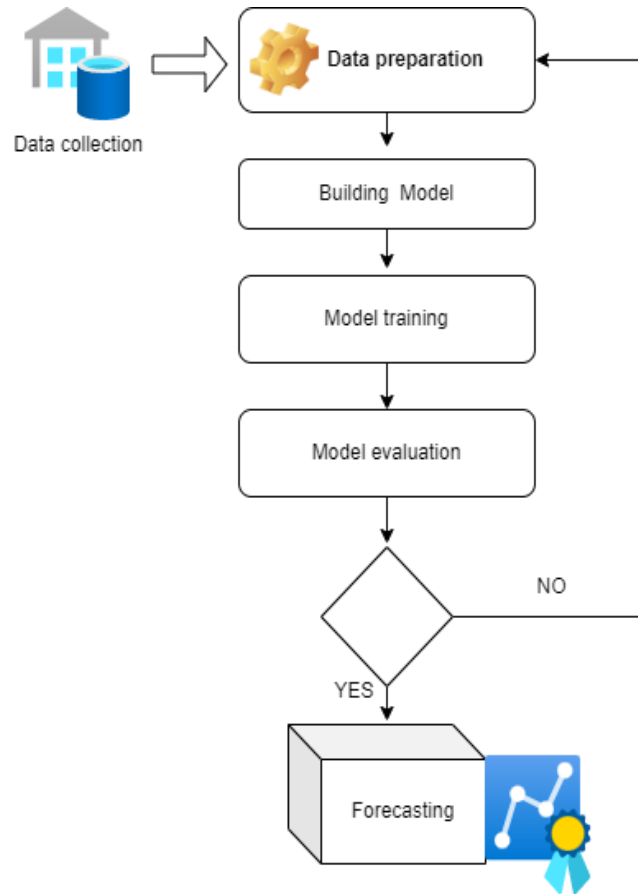 Data preparation
Data collection
Building  Model
Model training
Model evaluation
NO
YES
Forecasting